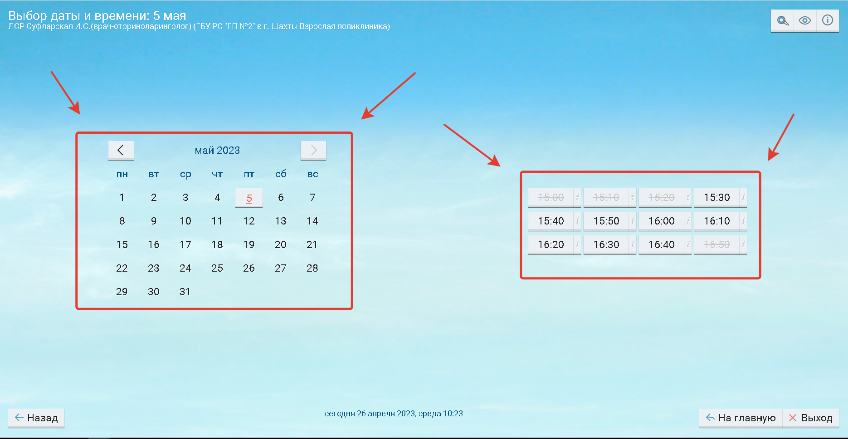 Выбор даты и времени: 5 мая
ЛОР Суфларская И.С.(врач-оториноларинголог) (ГБУ РО "ГП №2" в г. Шахты Взрослая поликлиника)
май 2023
пн вт ср чт пт сб вс
1 2 3 4 5 6 7
8 9 10 11 12 13 14
15 16 17 18 19 20 21
22 23 24 25 26 27 28
29 30 31
15:00 15:10 15:20 15:30
15:40 15:50 16:00 16:10
16:20 16:30 16:40 16:50
Назад
сегодня 26 апреля 2023, среда 10:23
На главную
Выход